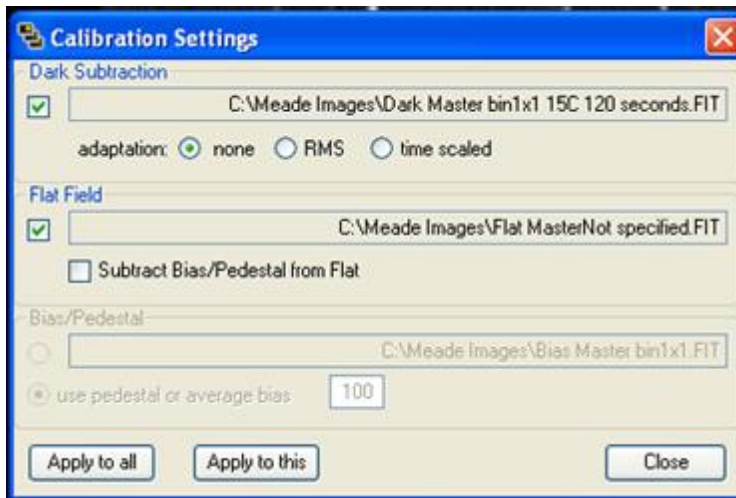 Calibration Settings
Dark Subtraction
C:\Meade Images\Dark Master bin1x1 15C 120 seconds.FIT
adaptation: none RMS time scaled
Flat Field
C:\Meade Images\Flat MasterNot specified.FIT
Subtract Bias/Pedestal from Flat
Bias/Pedestal
C:\Meade Images\Bias Master bin1x1.FIT
use pedestal or average bias 100
Apply to all Apply to this Close